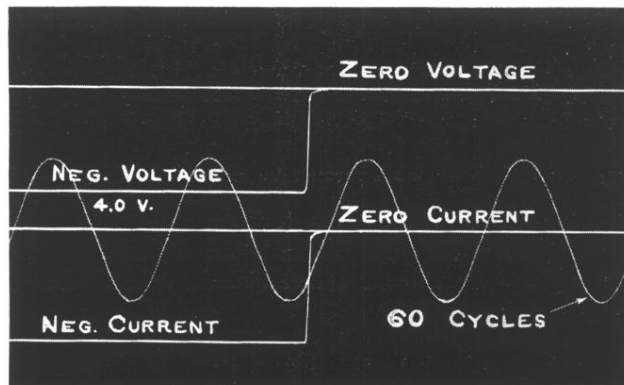 ZERO VOLTAGE
NEG. VOLTAGE
4.0 V.
ZERO CURRENT
60 CYCLES
NEG. CURRENT